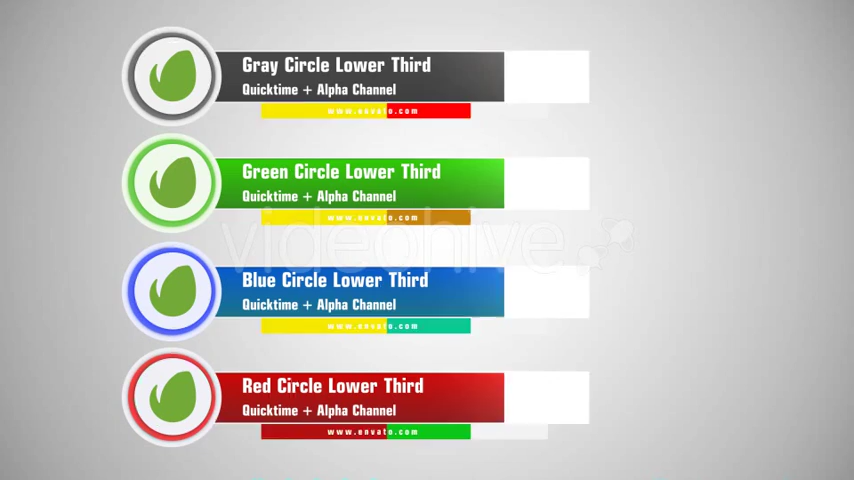 Gray Circle Lower Third
Quicktime + Alpha Channel
www.envato.com
Green Circle Lower Third
Quicktime + Alpha Channel
www.envato.com
videohive
Blue Circle Lower Third
Quicktime + Alpha Channel
www.envato.com
Red Circle Lower Third
Quicktime + Alpha Channel
www.envato.com